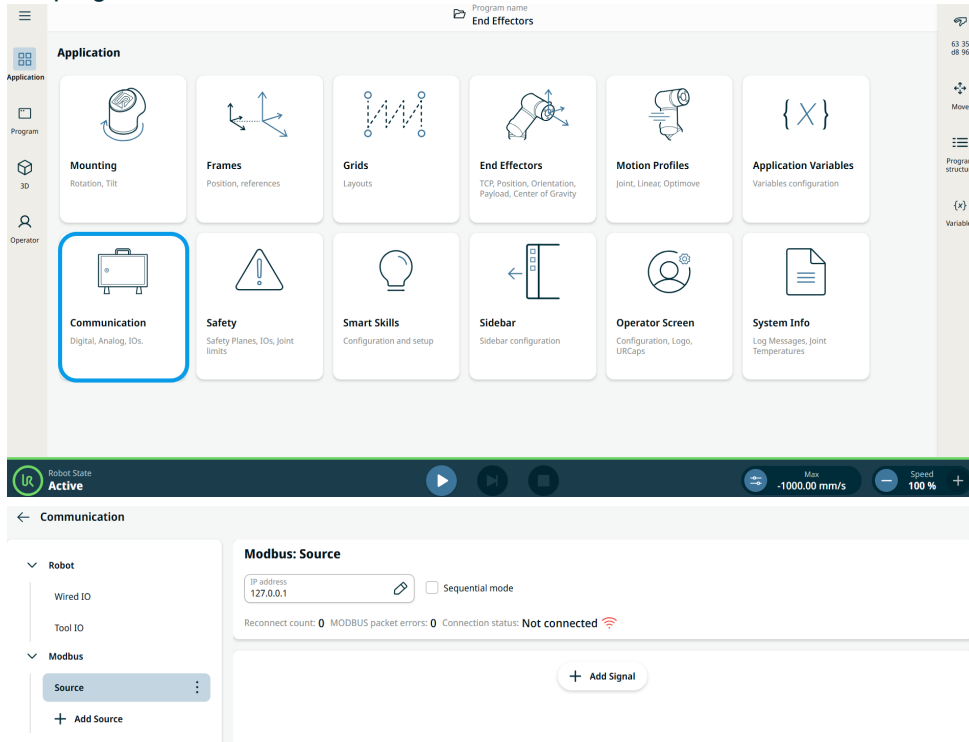 Program name
End Effectors
Application
Application
Program
3D
Operator
Mounting
Rotation, Tilt
Frames
Position, references
Grids
Layouts
End Effectors
TCP, Position, Orientation,
Payload, Center of Gravity
Motion Profiles
Joint, Linear, Optimove
{X}
Application Variables
Variables configuration
Communication
Digital, Analog, IOs.
Safety
Safety Planes, IOs, Joint
limits
Smart Skills
Configuration and setup
Sidebar
Sidebar configuration
Operator Screen
Configuration, Logo,
URCaps
System Info
Log Messages, Joint
Temperatures
63 35
d8 96
Move
{x}
Robot State
Active
Max
-1000.00 mm/s
Speed
100 %
Communication
Robot
Wired IO
Tool IO
Modbus
Source
+ Add Source
Modbus: Source
IP address
127.0.0.1
Sequential mode
Reconnect count: 0 MODBUS packet errors: 0 Connection status: Not connected
+ Add Signal